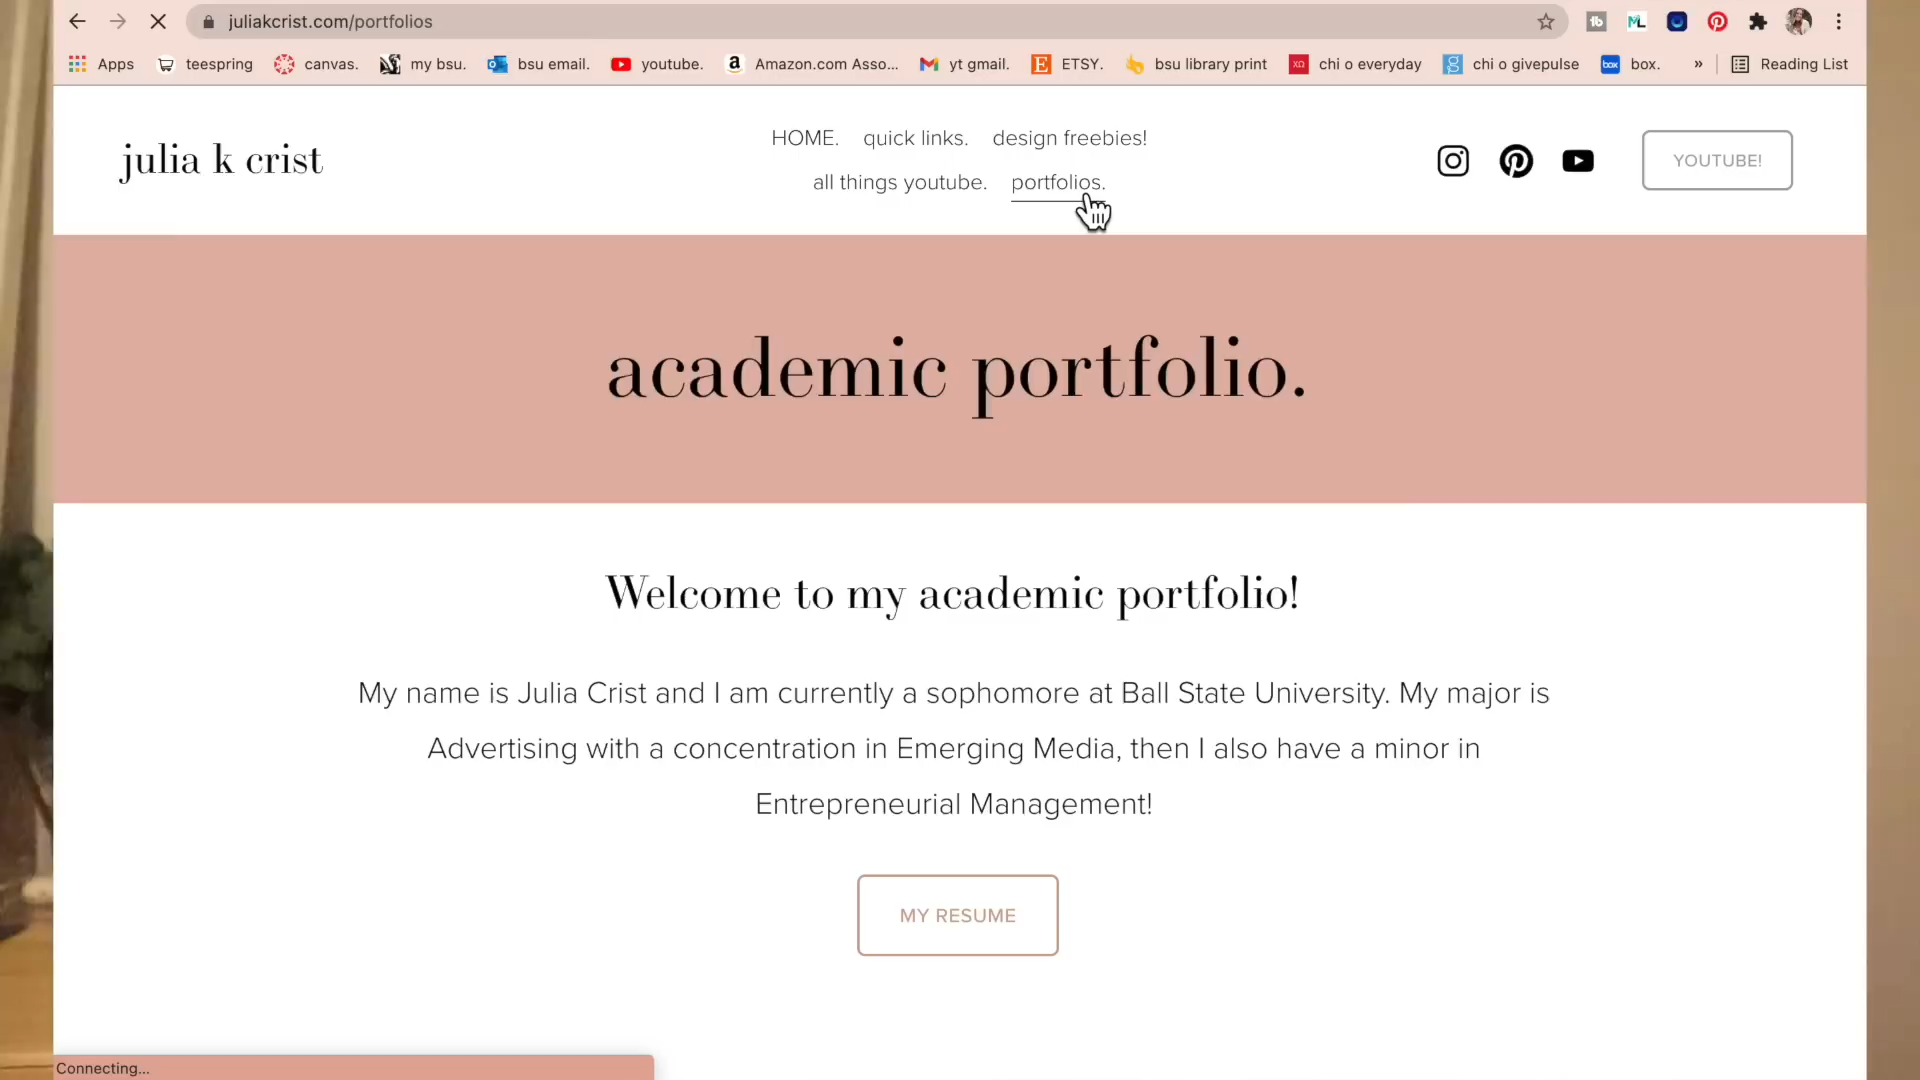 juliakcrist.com/portfolios
Apps teespring canvas. my bsu. bsu email. youtube. a Amazon.com Asso... yt gmail. E ETSY. bsu library print ΧΩ chi o everyday g chi o givepulse box box. » Reading List
julia k crist
HOME. quick links. design freebies!
all things youtube. portfolios.
YOUTUBE!
academic portfolio.
Welcome to my academic portfolio!
My name is Julia Crist and I am currently a sophomore at Ball State University. My major is
Advertising with a concentration in Emerging Media, then I also have a minor in
Entrepreneurial Management!
MY RESUME
Connecting...